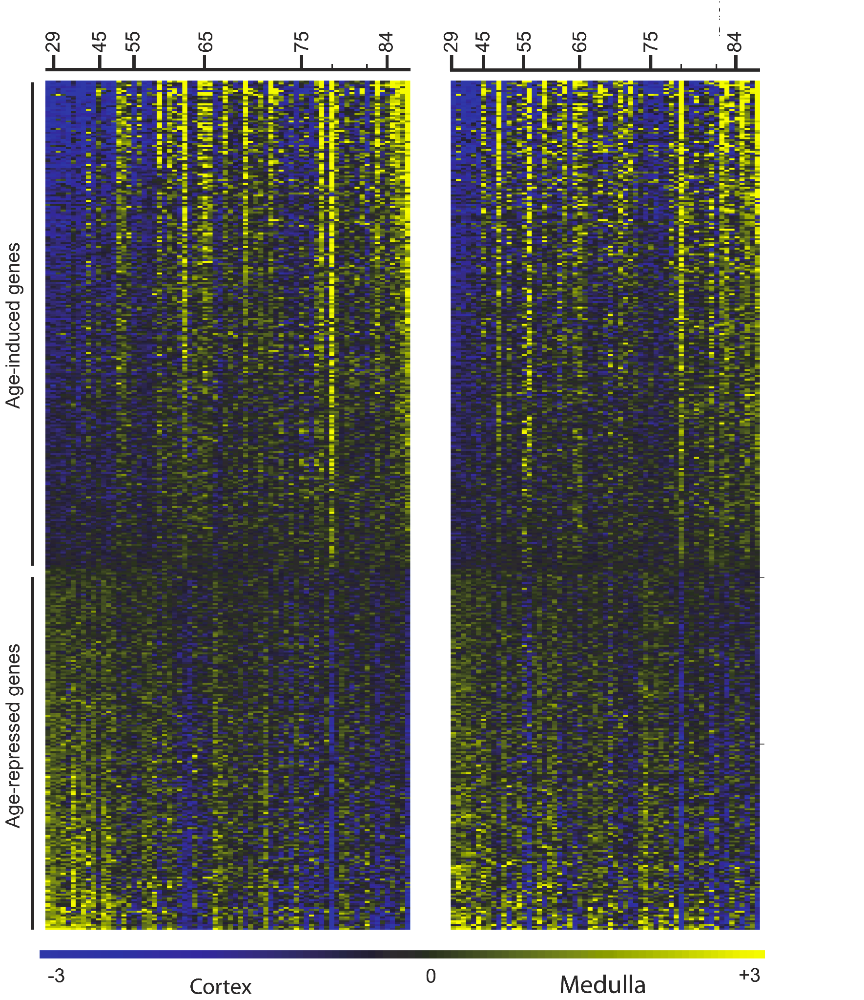 29 45 55 65 75 84
29 45 55 65 75 84
Age-induced genes
Age-repressed genes
-3 0 +3
Cortex Medulla